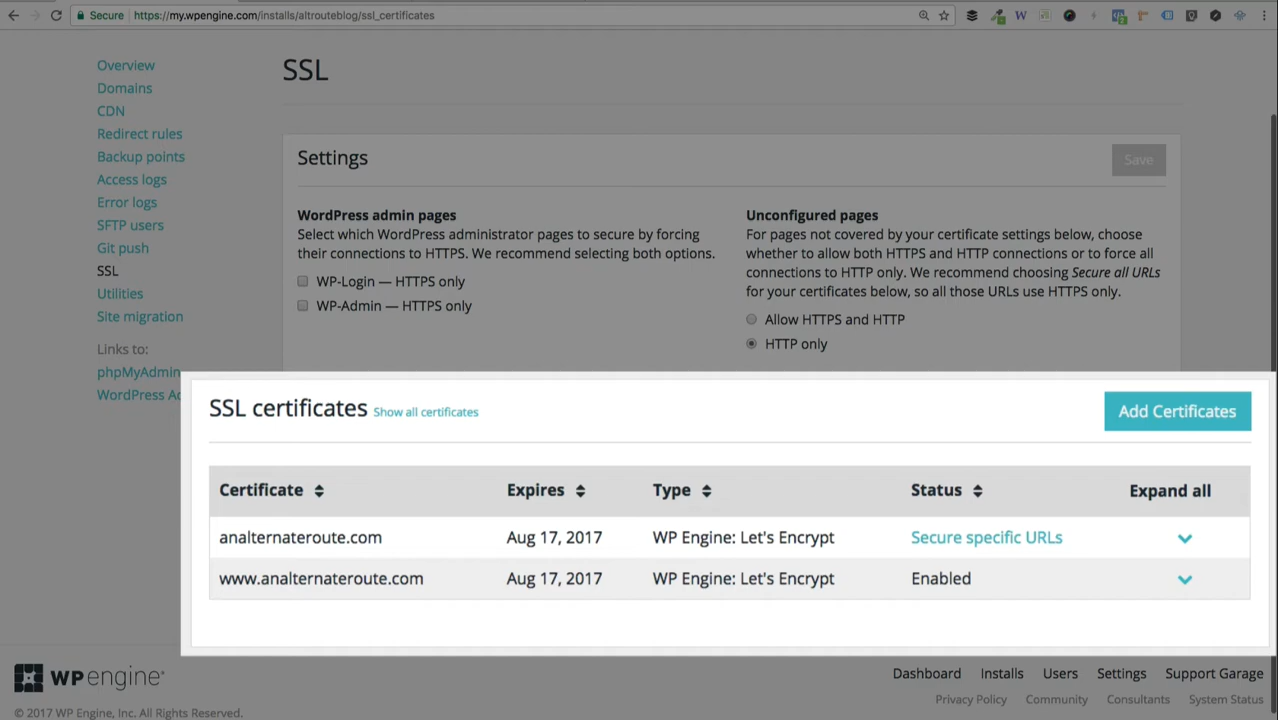 Secure
https://my.wpengine.com/installs/altrouteblog/ssl_certificates
Overview
Domains
CDN
Redirect rules
Backup points
Access logs
Error logs
SFTP users
Git push
SSL
Utilities
Site migration
Links to:
phpMyAdmin
WordPress Ad
SSL
Settings
Save
WordPress admin pages
Select which WordPress administrator pages to secure by forcing
their connections to HTTPS. We recommend selecting both options.
WP-Login — HTTPS only
WP-Admin — HTTPS only
Unconfigured pages
For pages not covered by your certificate settings below, choose
whether to allow both HTTPS and HTTP connections or to force all
connections to HTTP only. We recommend choosing Secure all URLs
for your certificates below, so all those URLs use HTTPS only.
Allow HTTPS and HTTP
HTTP only
SSL certificates Show all certificates
Add Certificates
Certificate Expires Type Status Expand all
analternateroute.com Aug 17, 2017 WP Engine: Let's Encrypt Secure specific URLs
www.analternateroute.com Aug 17, 2017 WP Engine: Let's Encrypt Enabled
WP engine
Dashboard Installs Users Settings Support Garage
Privacy Policy Community Consultants System Status
© 2017 WP Engine, Inc. All Rights Reserved.